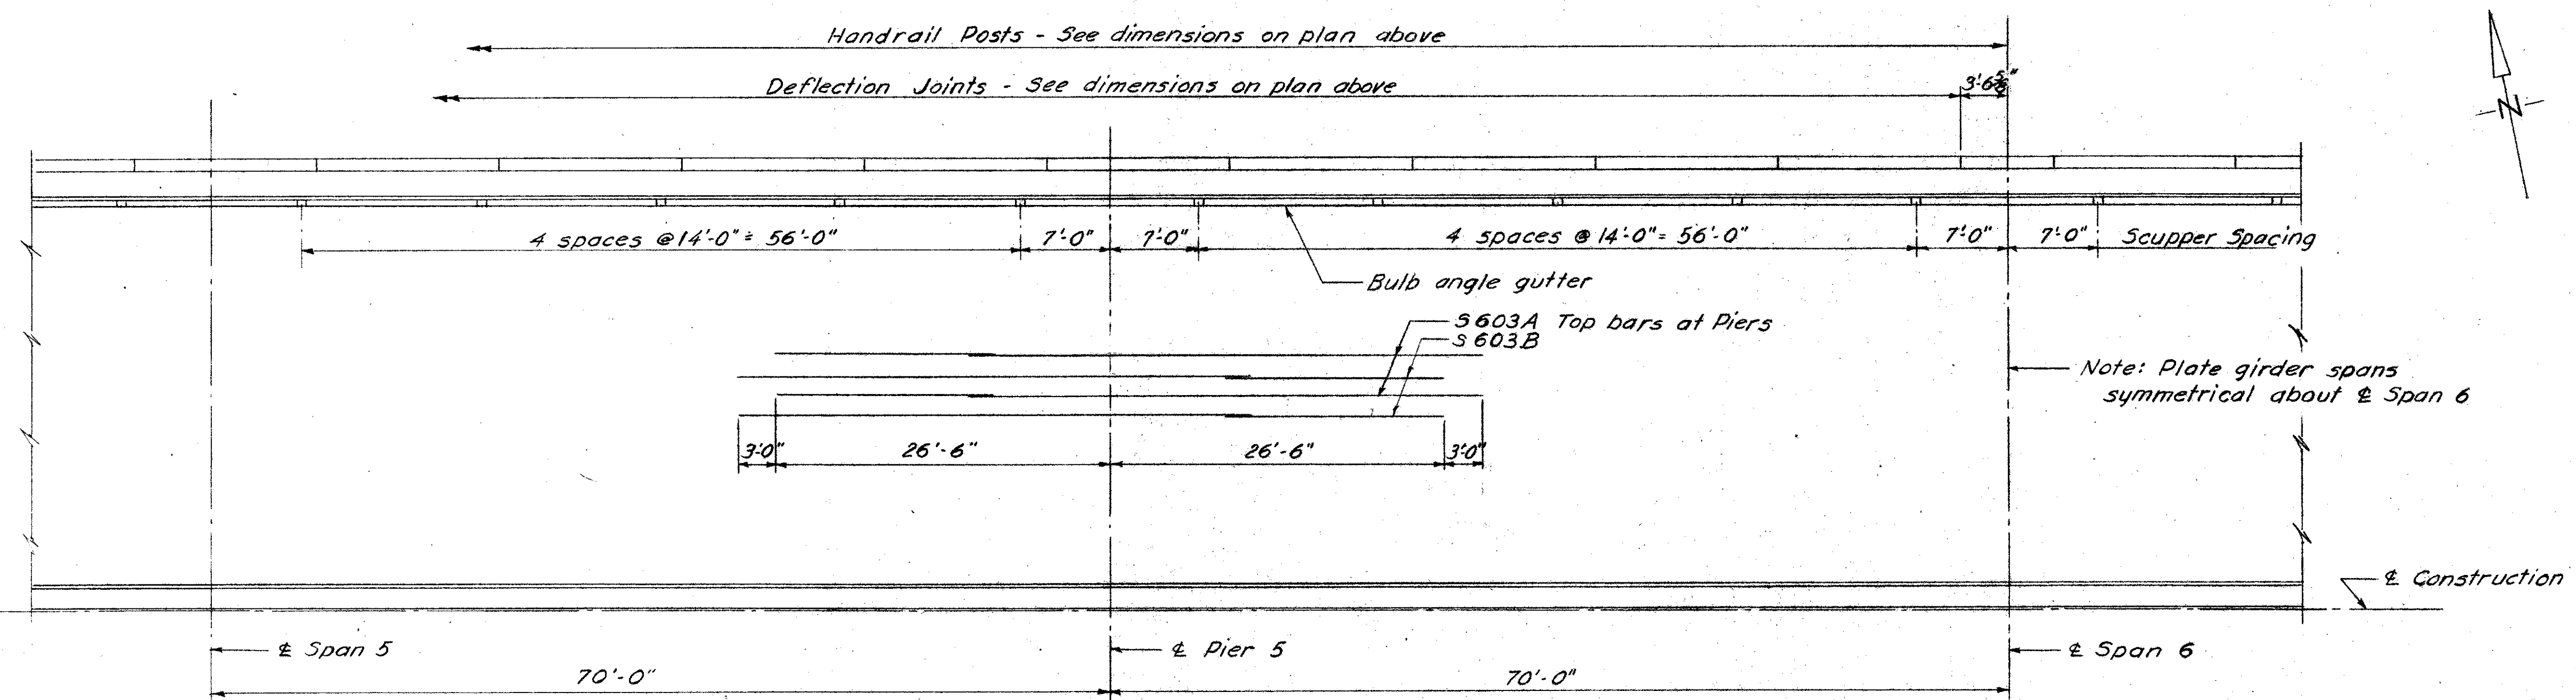 Handrail Posts - See dimensions on plan above
Deflection Joints - See dimensions on plan above
3'-6⅝"
N
4 spaces @ 14'-0" = 56'-0"
7'-0"
7'-0"
4 spaces @ 14'-0" = 56'-0"
7'-0"
7'-0"
Scupper Spacing
Bulb angle gutter
S603A Top bars at Piers
S603B
Note: Plate girder spans
symmetrical about ℄ Span 6
3'-0"
26'-6"
26'-6"
3'-0"
℄ Construction
℄ Span 5
℄ Pier 5
℄ Span 6
70'-0"
70'-0"